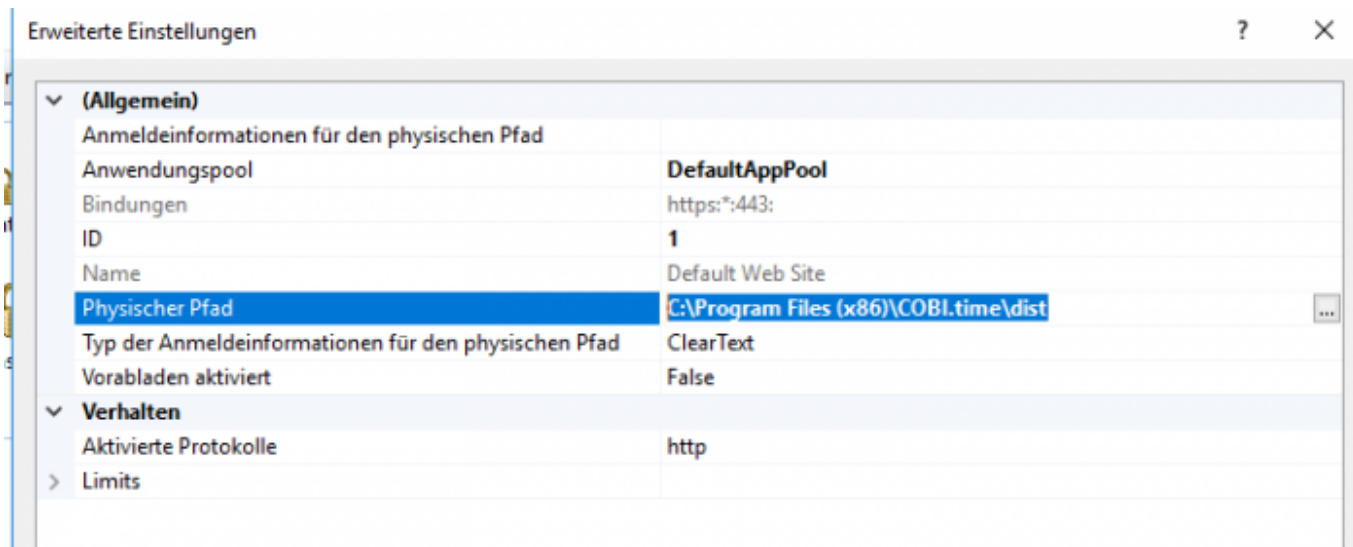 Erweiterte Einstellungen ?
(Allgemein)
Anmeldeinformationen für den physischen Pfad
Anwendungspool DefaultAppPool
Bindungen https:*:443:
ID 1
Name Default Web Site
Physischer Pfad C:\Program Files (x86)\COBI.time\dist ...
Typ der Anmeldeinformationen für den physischen Pfad ClearText
Vorabladen aktiviert False
Verhalten
Aktivierte Protokolle http
Limits